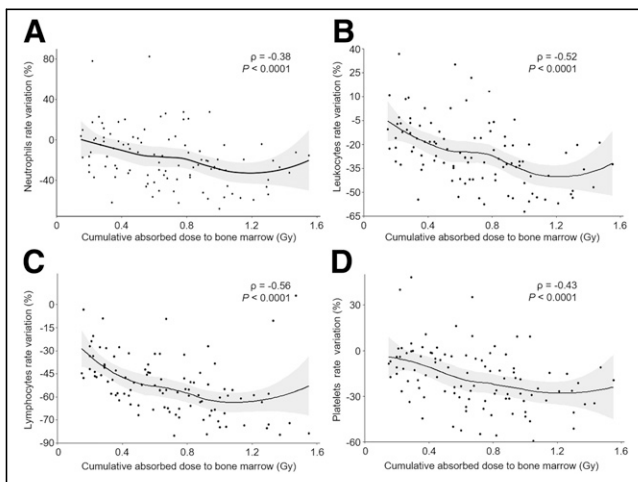 A
ρ = -0.38
P < 0.0001
Neutrophils rate variation (%)
80
40
0
-40
0 0.4 0.8 1.2 1.6
Cumulative absorbed dose to bone marrow (Gy)
B
ρ = -0.52
P < 0.0001
Leukocytes rate variation (%)
40
25
10
-5
-20
-35
-50
-65
0 0.4 0.8 1.2 1.6
Cumulative absorbed dose to bone marrow (Gy)
C
ρ = -0.56
P < 0.0001
Lymphocytes rate variation (%)
0
-15
-30
-45
-60
-75
-90
0 0.4 0.8 1.2 1.6
Cumulative absorbed dose to bone marrow (Gy)
D
ρ = -0.43
P < 0.0001
Platelets rate variation (%)
30
0
-30
-60
0 0.4 0.8 1.2 1.6
Cumulative absorbed dose to bone marrow (Gy)